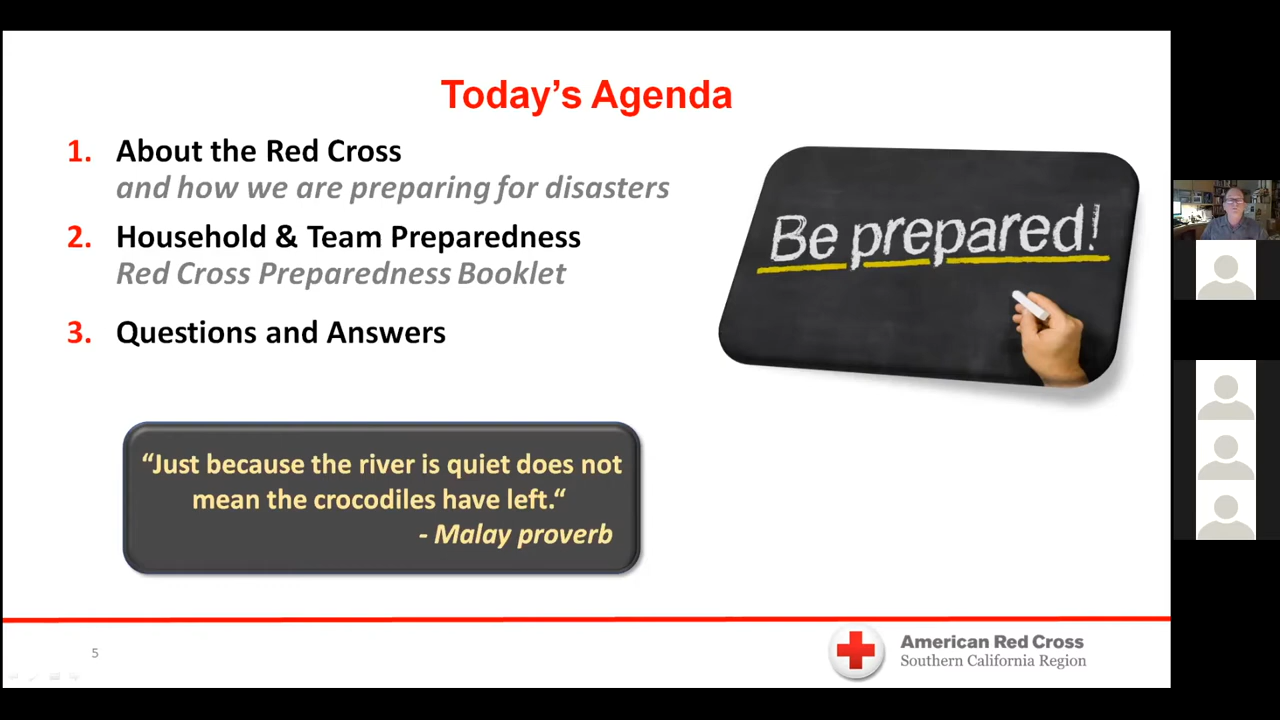 Today’s Agenda
1. About the Red Cross
and how we are preparing for disasters
2. Household & Team Preparedness
Red Cross Preparedness Booklet
3. Questions and Answers
Be prepared!
“Just because the river is quiet does not
mean the crocodiles have left.“
- Malay proverb
5
American Red Cross
Southern California Region